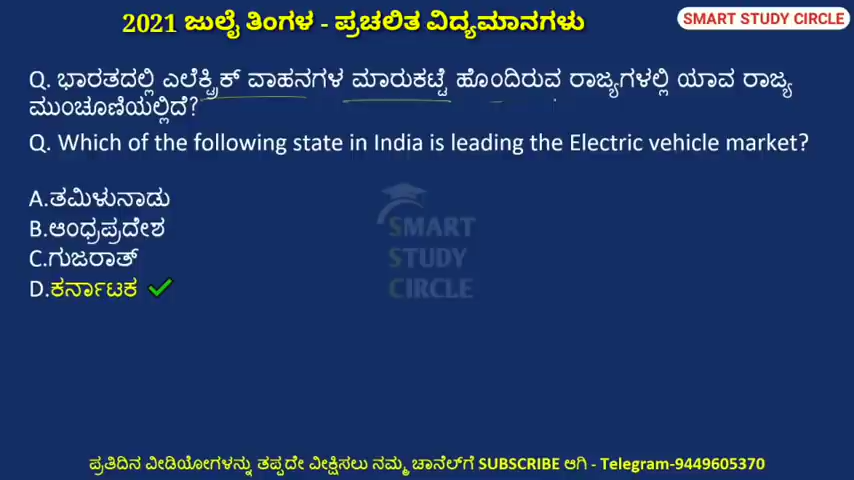 2021 ಜುಲೈ ತಿಂಗಳ - ಪ್ರಚಲಿತ ವಿದ್ಯಮಾನಗಳು
SMART STUDY CIRCLE
Q. ಭಾರತದಲ್ಲಿ ಎಲೆಕ್ಟ್ರಿಕ್ ವಾಹನಗಳ ಮಾರುಕಟ್ಟೆ ಹೊಂದಿರುವ ರಾಜ್ಯಗಳಲ್ಲಿ ಯಾವ ರಾಜ್ಯ
ಮುಂಚೂಣಿಯಲ್ಲಿದೆ?
Q. Which of the following state in India is leading the Electric vehicle market?
A.ತಮಿಳುನಾಡು
B.ಆಂಧ್ರಪ್ರದೇಶ
C.ಗುಜರಾತ್
D.ಕರ್ನಾಟಕ
SMART
STUDY
CIRCLE
ಪ್ರತಿದಿನ ವೀಡಿಯೋಗಳನ್ನು ತಪ್ಪದೇ ವೀಕ್ಷಿಸಲು ನಮ್ಮ ಚಾನೆಲ್‌ಗೆ SUBSCRIBE ಆಗಿ - Telegram-9449605370